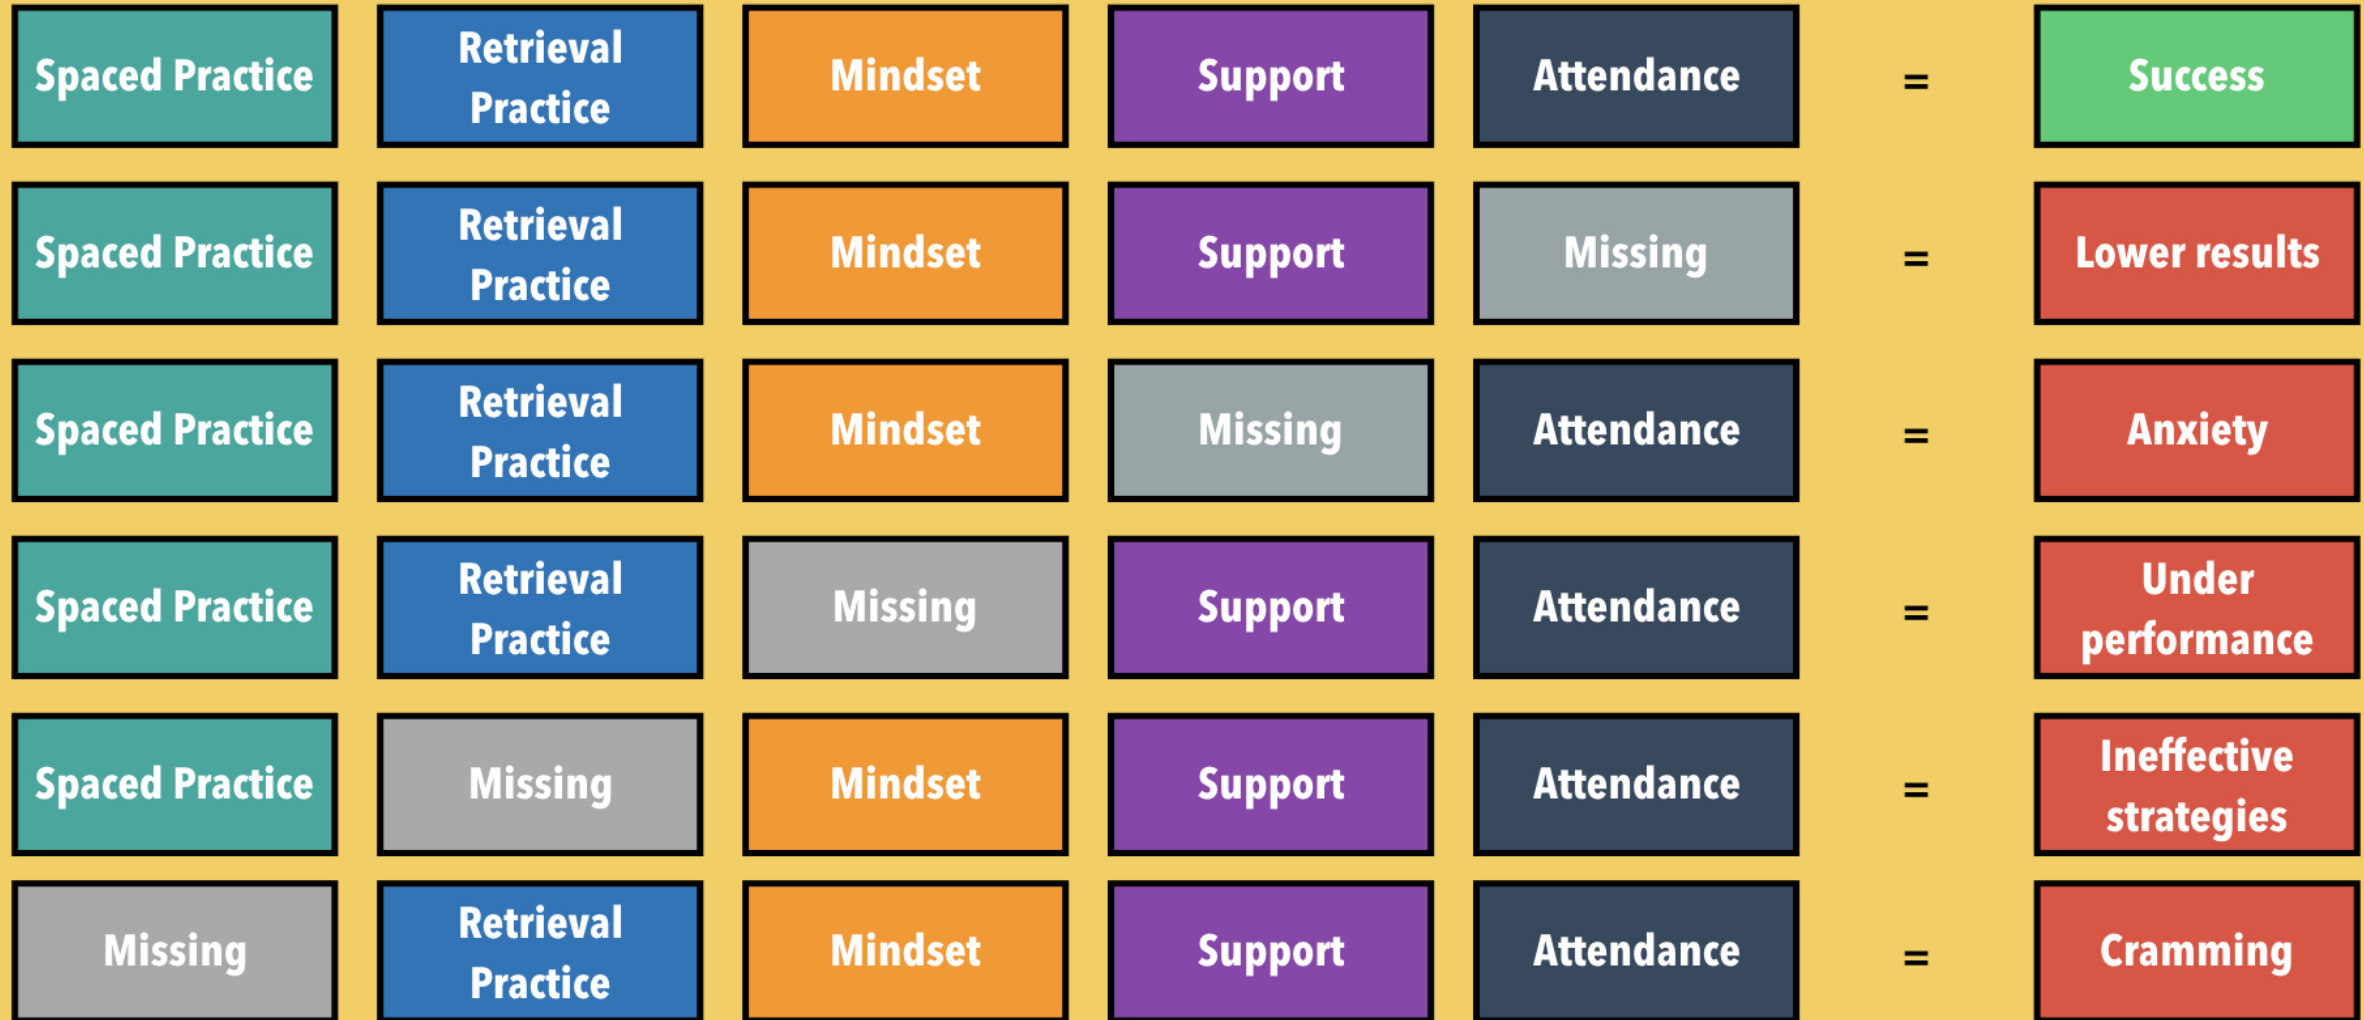 Spaced Practice Retrieval Practice Mindset Support Attendance = Success
Spaced Practice Retrieval Practice Mindset Support Missing = Lower results
Spaced Practice Retrieval Practice Mindset Missing Attendance = Anxiety
Spaced Practice Retrieval Practice Missing Support Attendance = Under performance
Spaced Practice Missing Mindset Support Attendance = Ineffective strategies
Missing Retrieval Practice Mindset Support Attendance = Cramming